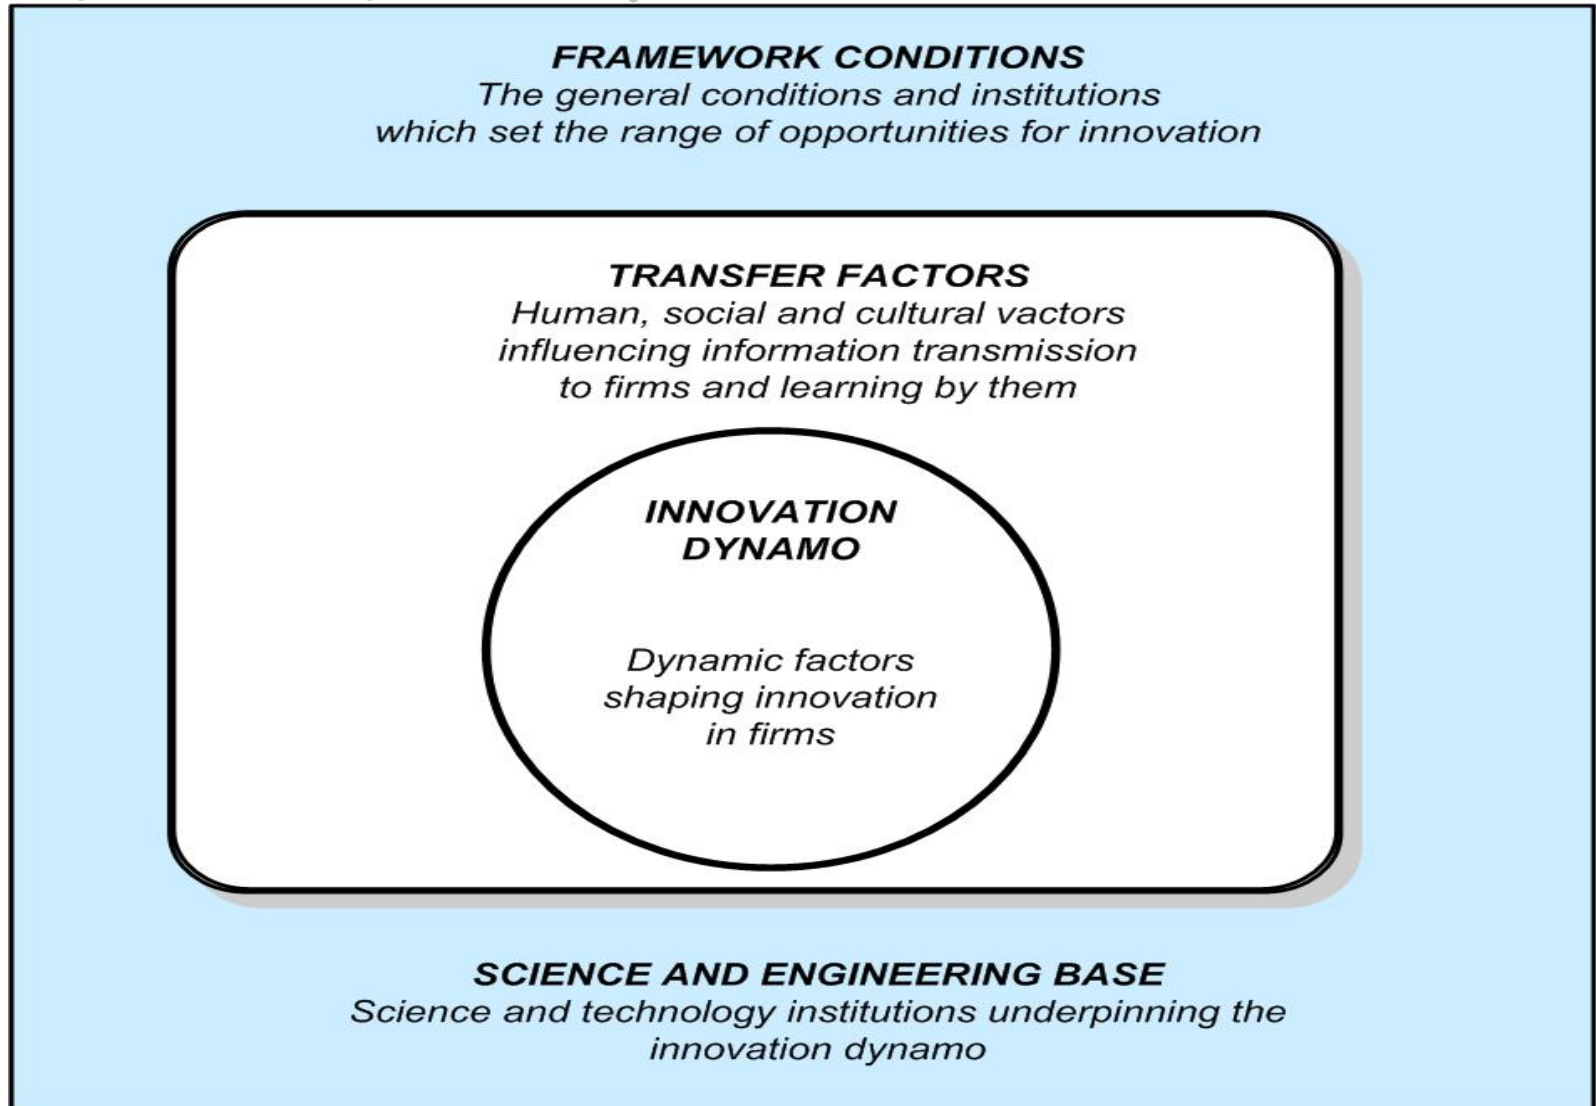 FRAMEWORK CONDITIONS
The general conditions and institutions
which set the range of opportunities for innovation
TRANSFER FACTORS
Human, social and cultural vactors
influencing information transmission
to firms and learning by them
INNOVATION
DYNAMO
Dynamic factors
shaping innovation
in firms
SCIENCE AND ENGINEERING BASE
Science and technology institutions underpinning the
innovation dynamo